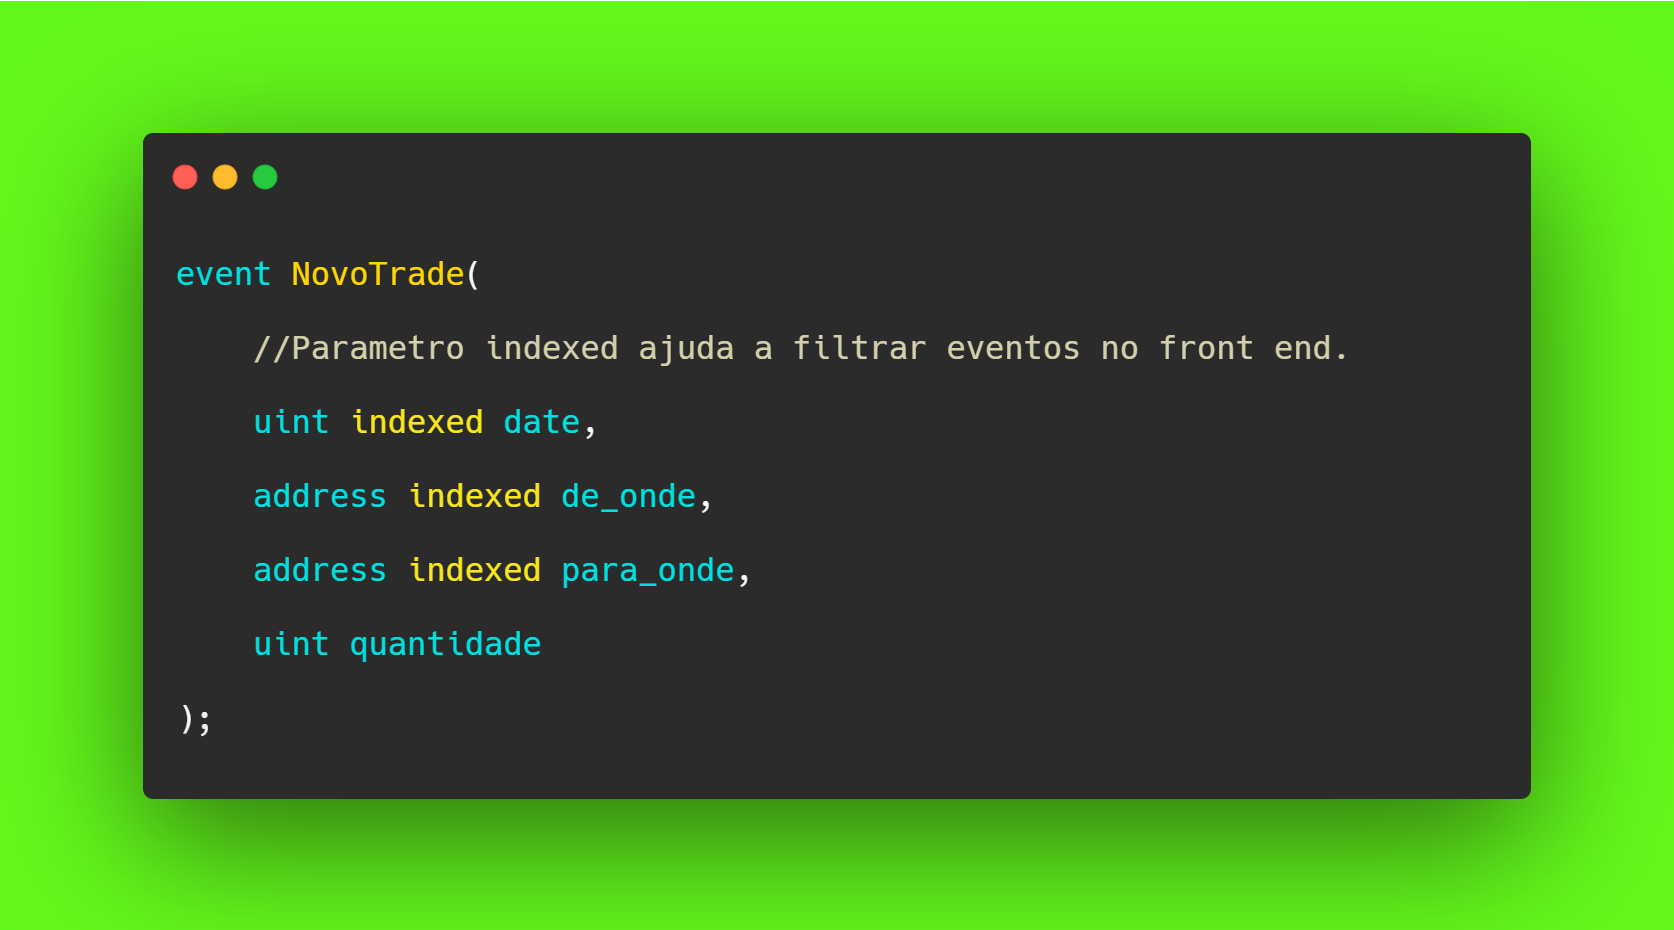 event NovoTrade(
//Parametro indexed ajuda a filtrar eventos no front end.
uint indexed date,
address indexed de_onde,
address indexed para_onde,
uint quantidade
);